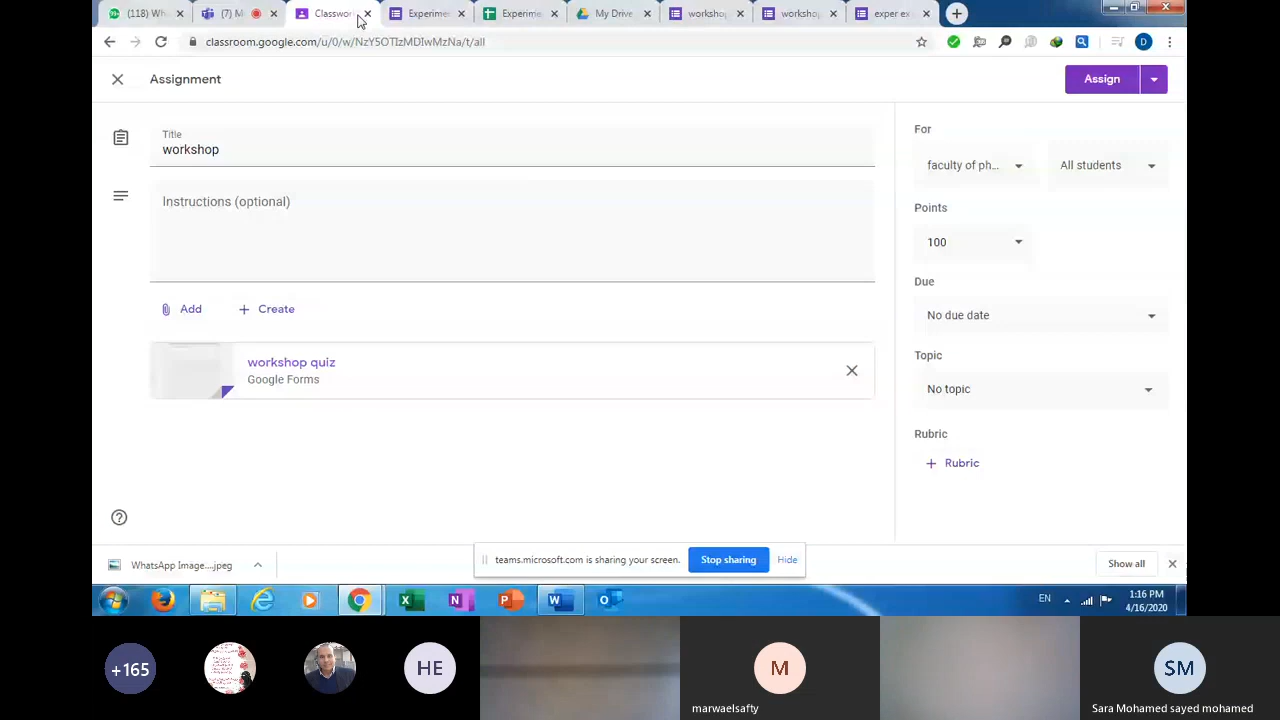 (118) Wh
(7) M
Classwor
Experime
Experime
My Drive
worksho
worksho
exper ex
classroom.google.com/u/0/w/NzY5OTIzMzIwMzNa/t/all
D
Assignment
Assign
Title
workshop
Instructions (optional)
Add
Create
workshop quiz
Google Forms
For
faculty of ph...
All students
Points
100
Due
No due date
Topic
No topic
Rubric
Rubric
WhatsApp Image....jpeg
teams.microsoft.com is sharing your screen.
Stop sharing
Hide
Show all
EN
1:16 PM
4/16/2020
+165
HE
M
SM
marwaelsafty
Sara Mohamed sayed mohamed